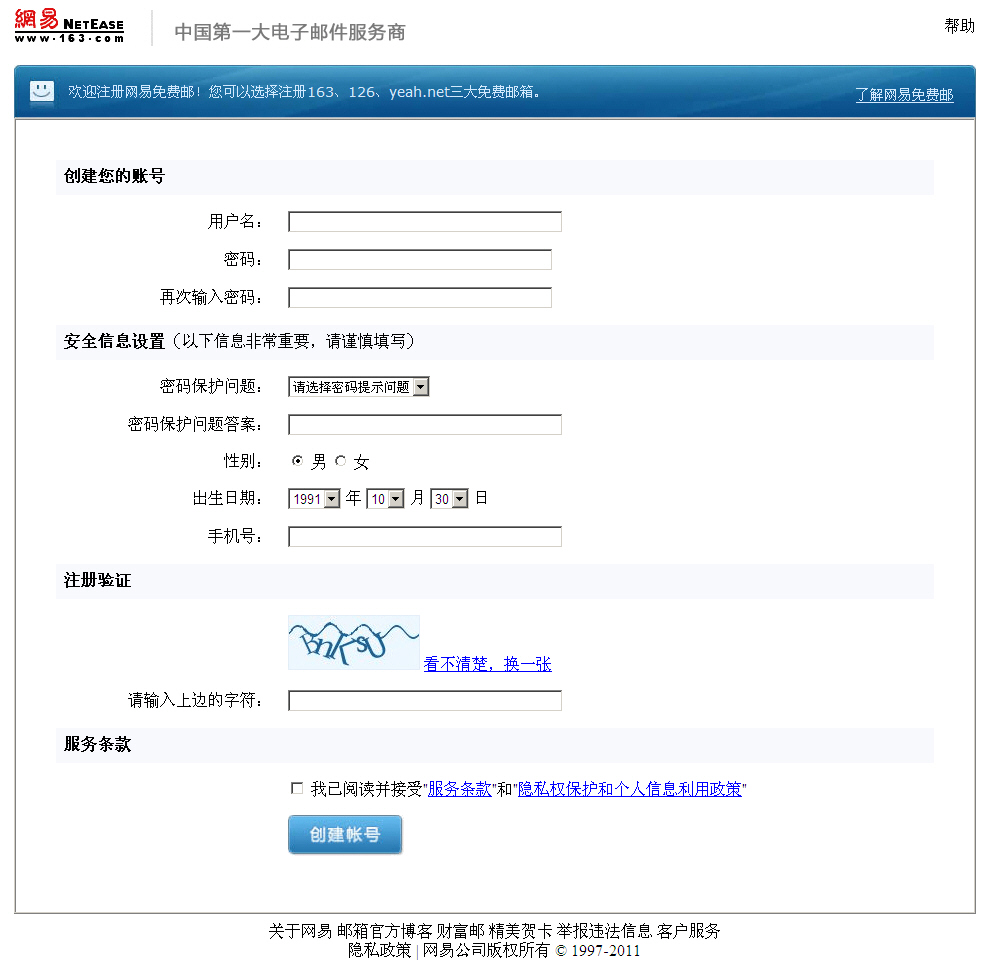 網易 NETEASE
www.163.com
中国第一大电子邮件服务商
帮助
欢迎注册网易免费邮！您可以选择注册163、126、yeah.net三大免费邮箱。
了解网易免费邮
创建您的账号
用户名：
密码：
再次输入密码：
安全信息设置（以下信息非常重要，请谨慎填写）
密码保护问题： 请选择密码提示问题
密码保护问题答案：
性别： 男 女
出生日期： 1991 年 10 月 30 日
手机号：
注册验证
看不清楚，换一张
请输入上边的字符：
服务条款
我已阅读并接受"服务条款"和"隐私权保护和个人信息利用政策"
创建帐号
关于网易 邮箱官方博客 财富邮 精美贺卡 举报违法信息 客户服务
隐私政策 | 网易公司版权所有 © 1997-2011